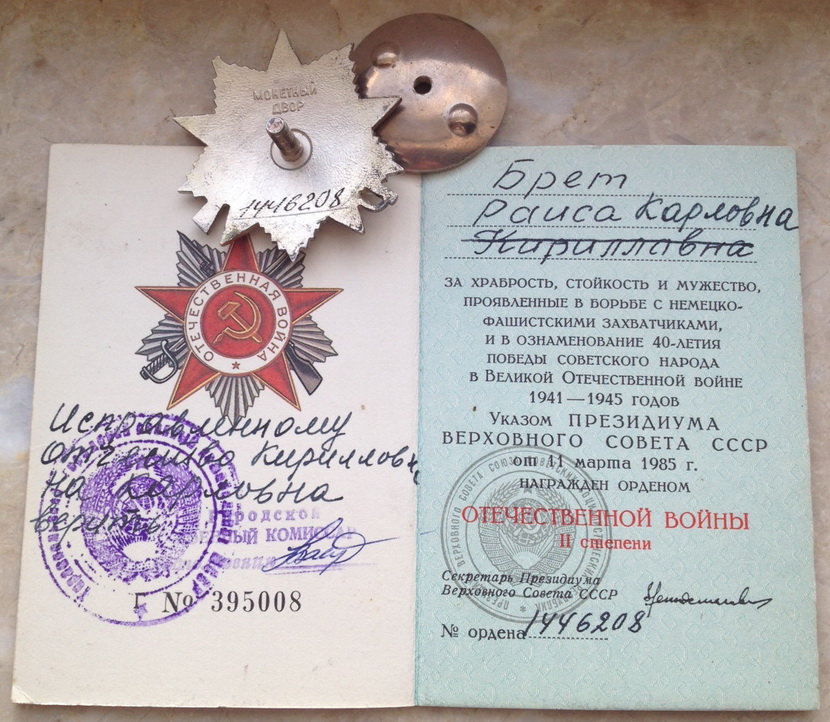 МОНЕТНЫЙ
ДВОР
1446208
ОТЕЧЕСТВЕННАЯ ВОЙНА
Исправленному
отчество Кирилловна
на Карловна
верить
городской
КОМИССАР
Г № 395008
Брет
Раиса Карловна
Кирилловна
ЗА ХРАБРОСТЬ, СТОЙКОСТЬ И МУЖЕСТВО,
ПРОЯВЛЕННЫЕ В БОРЬБЕ С НЕМЕЦКО-
ФАШИСТСКИМИ ЗАХВАТЧИКАМИ,
И В ОЗНАМЕНОВАНИЕ 40-ЛЕТИЯ
ПОБЕДЫ СОВЕТСКОГО НАРОДА
В ВЕЛИКОЙ ОТЕЧЕСТВЕННОЙ ВОЙНЕ
1941—1945 ГОДОВ
УКАЗОМ ПРЕЗИДИУМА
ВЕРХОВНОГО СОВЕТА СССР
от 11 марта 1985 г.
НАГРАЖДЕН ОРДЕНОМ
ОТЕЧЕСТВЕННОЙ ВОЙНЫ
II степени
Секретарь Президиума
Верховного Совета СССР
№ ордена 1446208